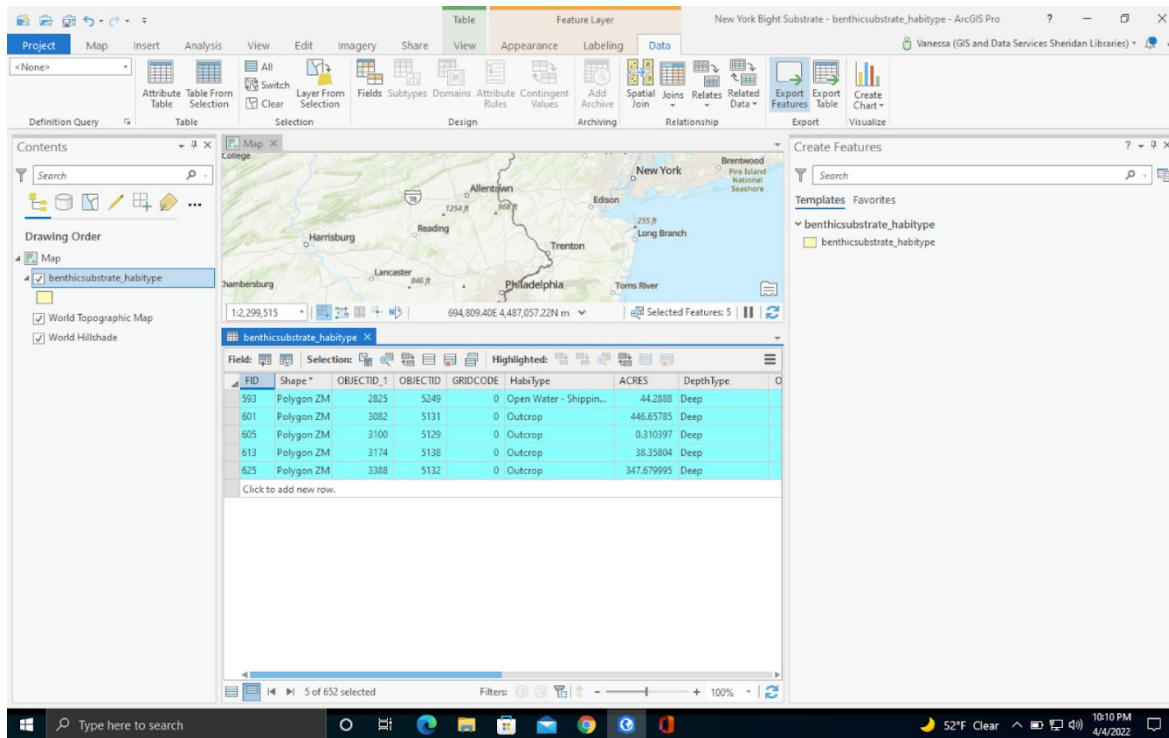 Table
Feature Layer
New York Bight Substrate - benthicsubstrate_habitype - ArcGIS Pro
?
Project Map Insert Analysis View Edit Imagery Share View Appearance Labeling Data
Vanessa (GIS and Data Services Sheridan Libraries)
<None>
Attribute Table
Table From Selection
All
Switch
Clear
Layer From Selection
Fields Subtypes Domains
Attribute Rules
Contingent Values
Add Archive
Spatial Join
Joins
Relates
Related Data
Export Features
Export Table
Create Chart
Definition Query Table Selection Design Archiving Relationship Export Visualize
Contents
Search
Drawing Order
Map
benthicsubstrate_habitype
World Topographic Map
World Hillshade
Map
College
Allentown
78
1254 ft
968 ft
Reading
Harrisburg
Lancaster
846 ft
Chambersburg
Philadelphia
Trenton
Edison
New York
Brentwood
Fire Island
National
Seashore
255 ft
Long Branch
Toms River
1:2,299,515 694,809.40E 4,487,057.22N m Selected Features: 5
benthicsubstrate_habitype
Field: Selection: Highlighted:
FID Shape * OBJECTID_1 OBJECTID GRIDCODE HabiType ACRES DepthType O
593 Polygon ZM 2825 5249 0 Open Water - Shippin... 44.2888 Deep
601 Polygon ZM 3082 5131 0 Outcrop 446.65785 Deep
605 Polygon ZM 3100 5129 0 Outcrop 0.310397 Deep
613 Polygon ZM 3174 5138 0 Outcrop 38.35804 Deep
625 Polygon ZM 3388 5132 0 Outcrop 347.679995 Deep
Click to add new row.
5 of 652 selected Filters: 100%
Create Features
?
Search
Templates Favorites
benthicsubstrate_habitype
benthicsubstrate_habitype
Type here to search
52°F Clear
10:10 PM
4/4/2022